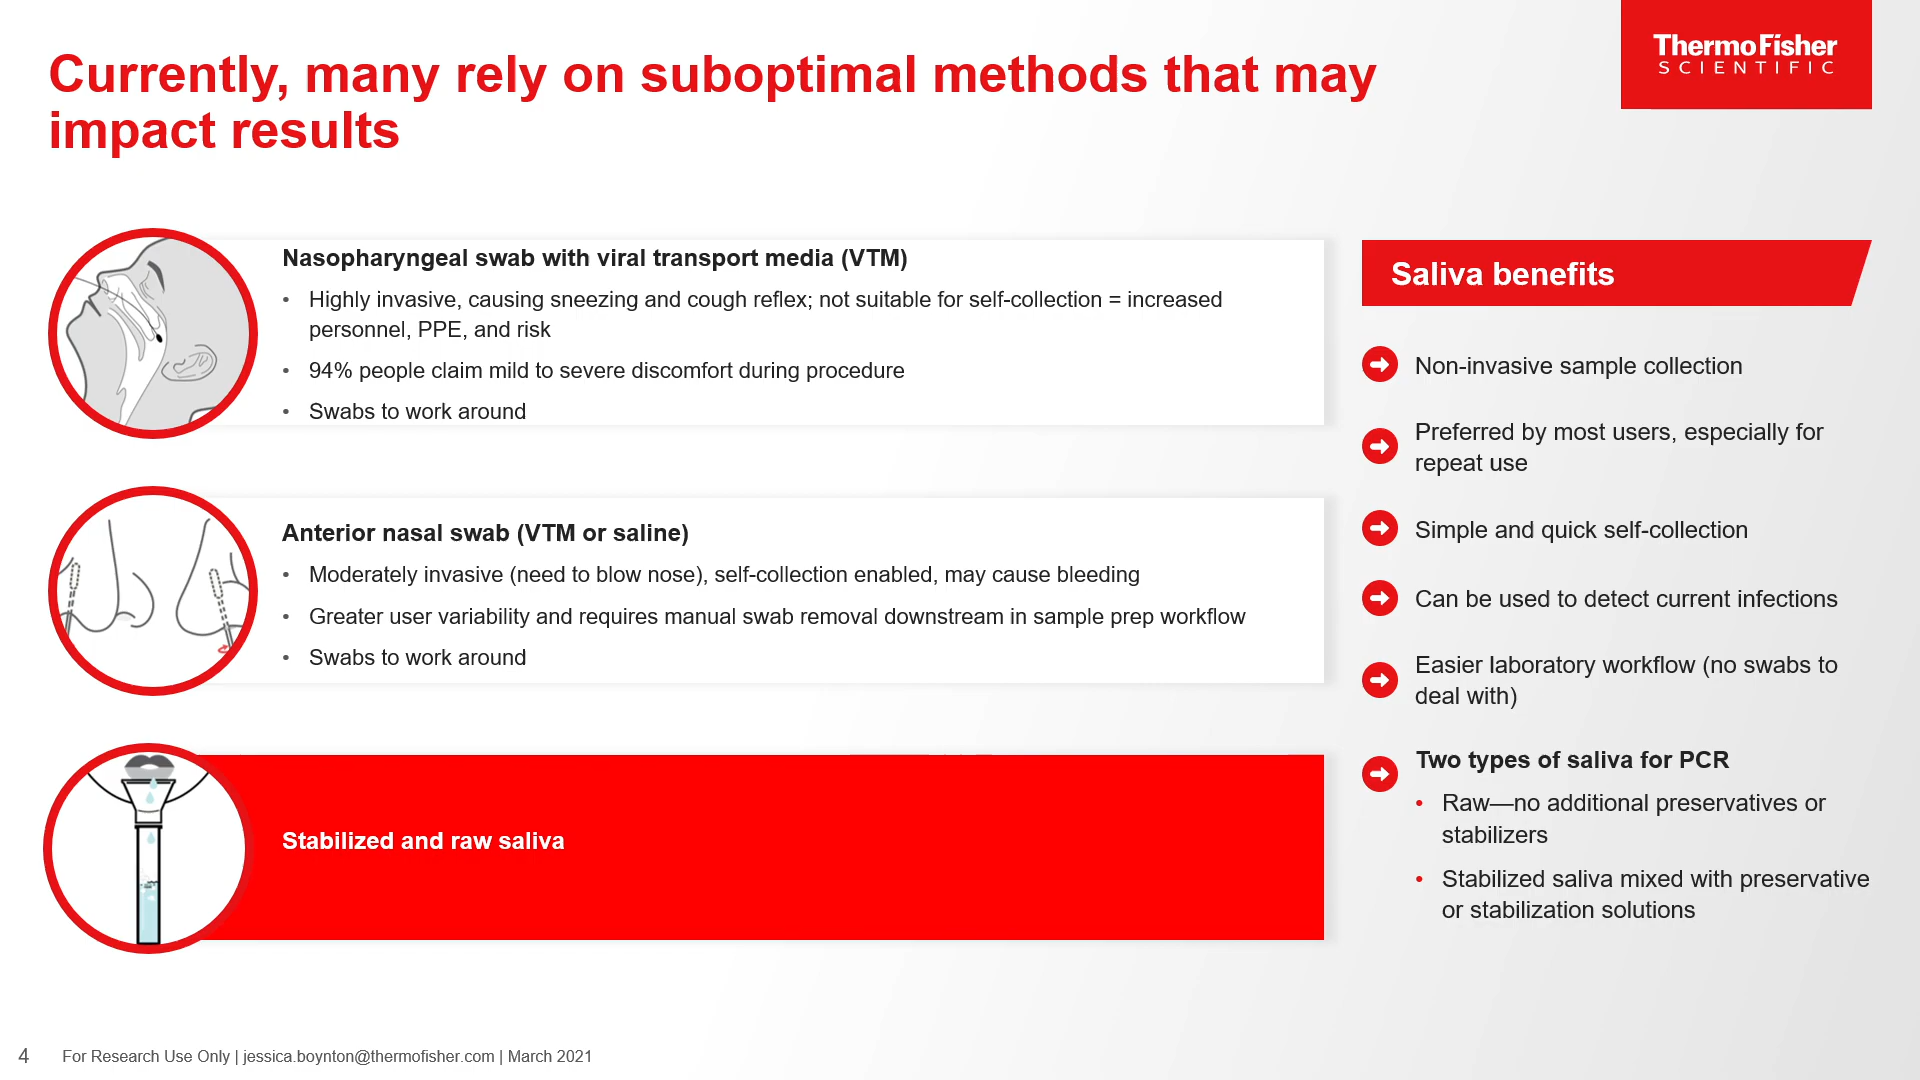 Currently, many rely on suboptimal methods that may
impact results
ThermoFisher
SCIENTIFIC
Nasopharyngeal swab with viral transport media (VTM)
• Highly invasive, causing sneezing and cough reflex; not suitable for self-collection = increased
personnel, PPE, and risk
• 94% people claim mild to severe discomfort during procedure
• Swabs to work around
Anterior nasal swab (VTM or saline)
• Moderately invasive (need to blow nose), self-collection enabled, may cause bleeding
• Greater user variability and requires manual swab removal downstream in sample prep workflow
• Swabs to work around
Stabilized and raw saliva
Saliva benefits
Non-invasive sample collection
Preferred by most users, especially for
repeat use
Simple and quick self-collection
Can be used to detect current infections
Easier laboratory workflow (no swabs to
deal with)
Two types of saliva for PCR
• Raw—no additional preservatives or
stabilizers
• Stabilized saliva mixed with preservative
or stabilization solutions
4 For Research Use Only | jessica.boynton@thermofisher.com | March 2021